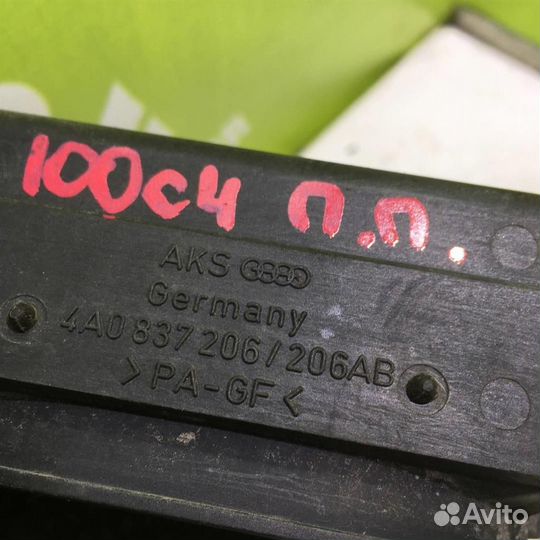 100с4 п.п.
AKS
Germany
4A0 837 206 / 206AB
>PA-GF<
Avito